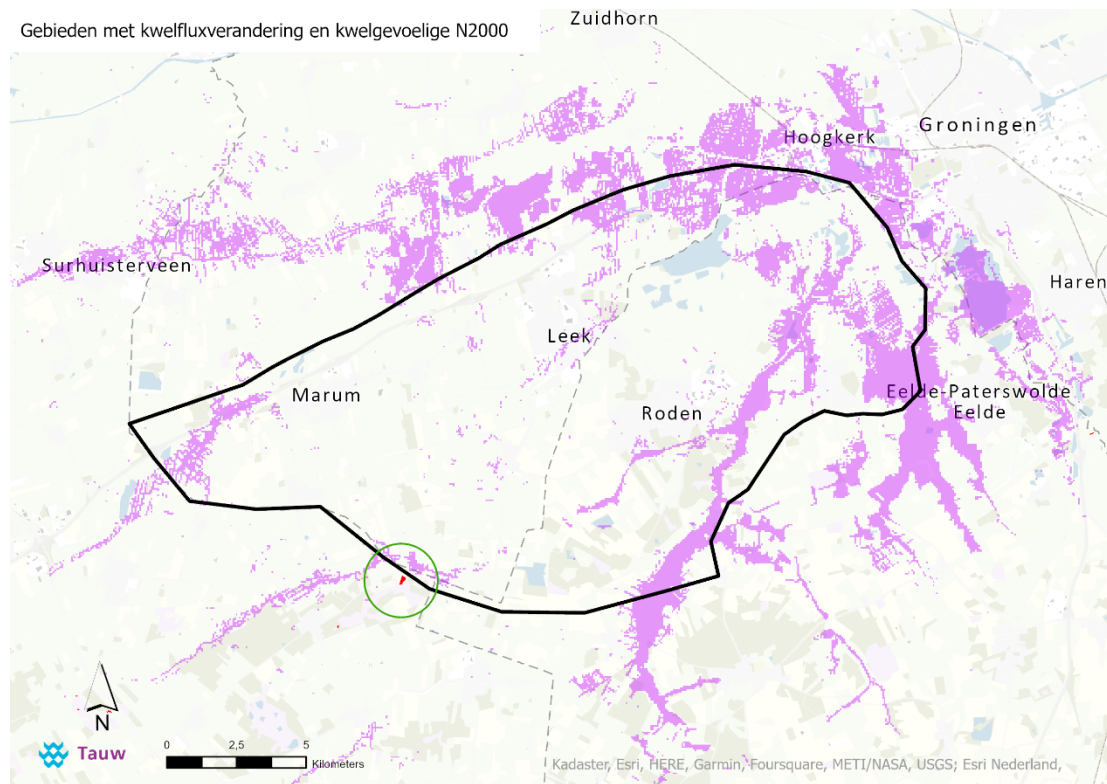 Gebieden met kwelfluxverandering en kwelgevoelige N2000
Zuidhorn
Groningen
Hoogkerk
Surhuisterveen
Haren
Leek
Marum
Eelde-Paterswolde
Roden
Eelde
N
Tauw
0 2,5 5
Kilometers
Kadaster, Esri, HERE, Garmin, Foursquare, METI/NASA, USGS; Esri Nederland,